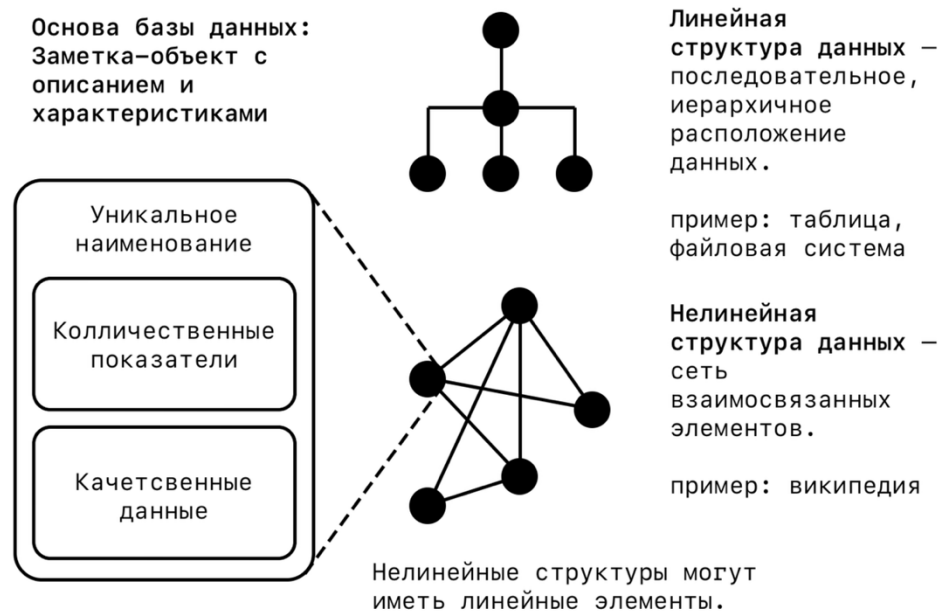 Основа базы данных:
Заметка–объект с
описанием и
характеристиками
Уникальное
наименование
Колличественные
показатели
Качетсвенные
данные
Линейная
структура данных —
последовательное,
иерархичное
расположение
данных.
пример: таблица,
файловая система
Нелинейная
структура данных —
сеть
взаимосвязанных
элементов.
пример: википедия
Нелинейные структуры могут
иметь линейные элементы.